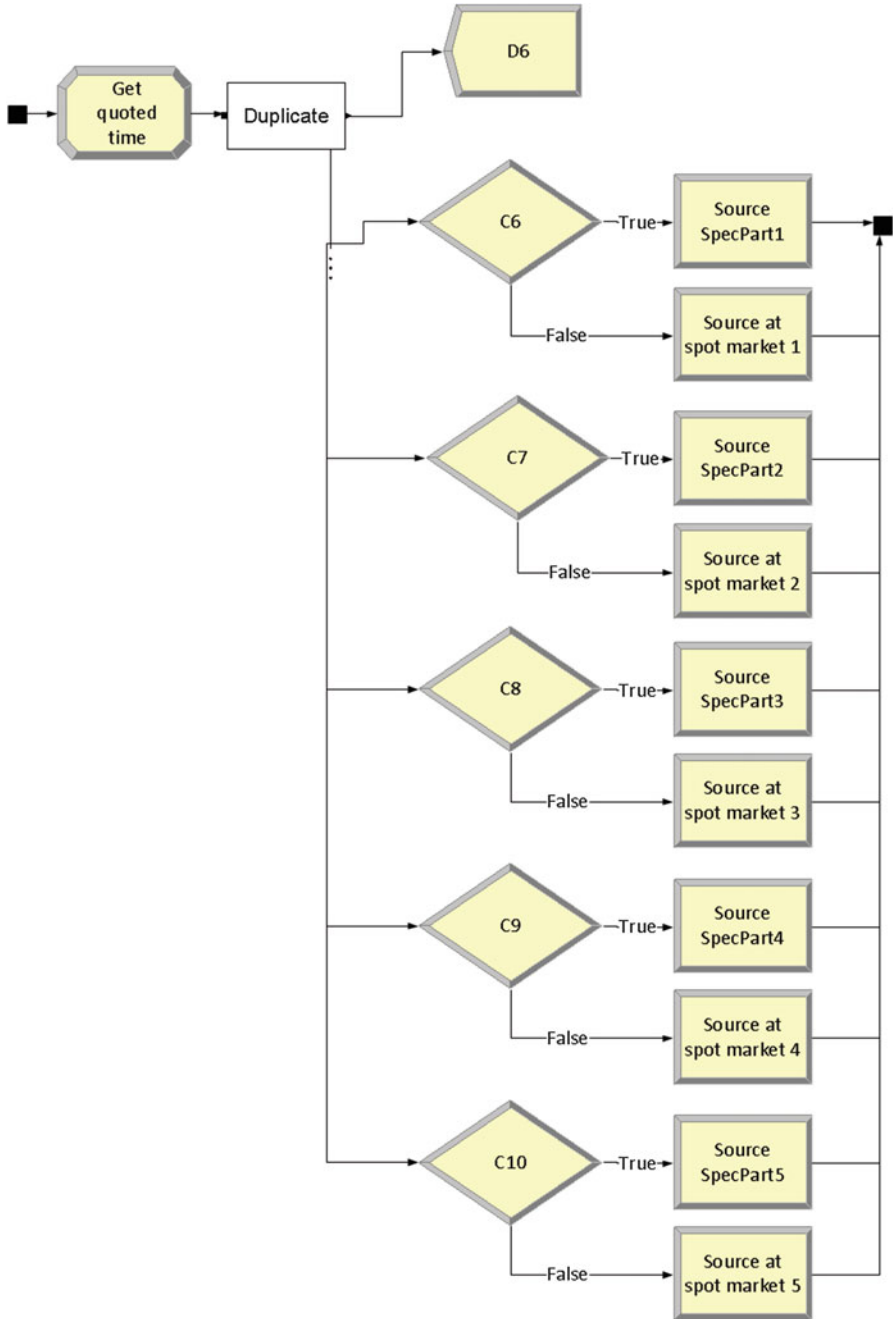 D6
Get
quoted
time
Duplicate
C6
True
Source
SpecPart1
False
Source at
spot market 1
C7
True
Source
SpecPart2
False
Source at
spot market 2
C8
True
Source
SpecPart3
False
Source at
spot market 3
C9
True
Source
SpecPart4
False
Source at
spot market 4
C10
True
Source
SpecPart5
False
Source at
spot market 5